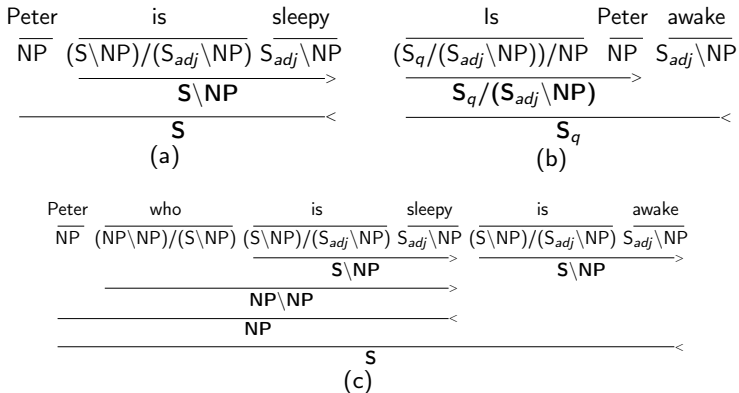 Peter is sleepy
NP (S\NP)/(S_adj\NP) S_adj\NP
>
S\NP
<
S
(a)
Is Peter awake
(S_q/(S_adj\NP))/NP NP S_adj\NP
>
S_q/(S_adj\NP)
<
S_q
(b)
Peter who is sleepy is awake
NP (NP\NP)/(S\NP) (S\NP)/(S_adj\NP) S_adj\NP (S\NP)/(S_adj\NP) S_adj\NP
> >
S\NP S\NP
>
NP\NP
<
NP
<
S
(c)